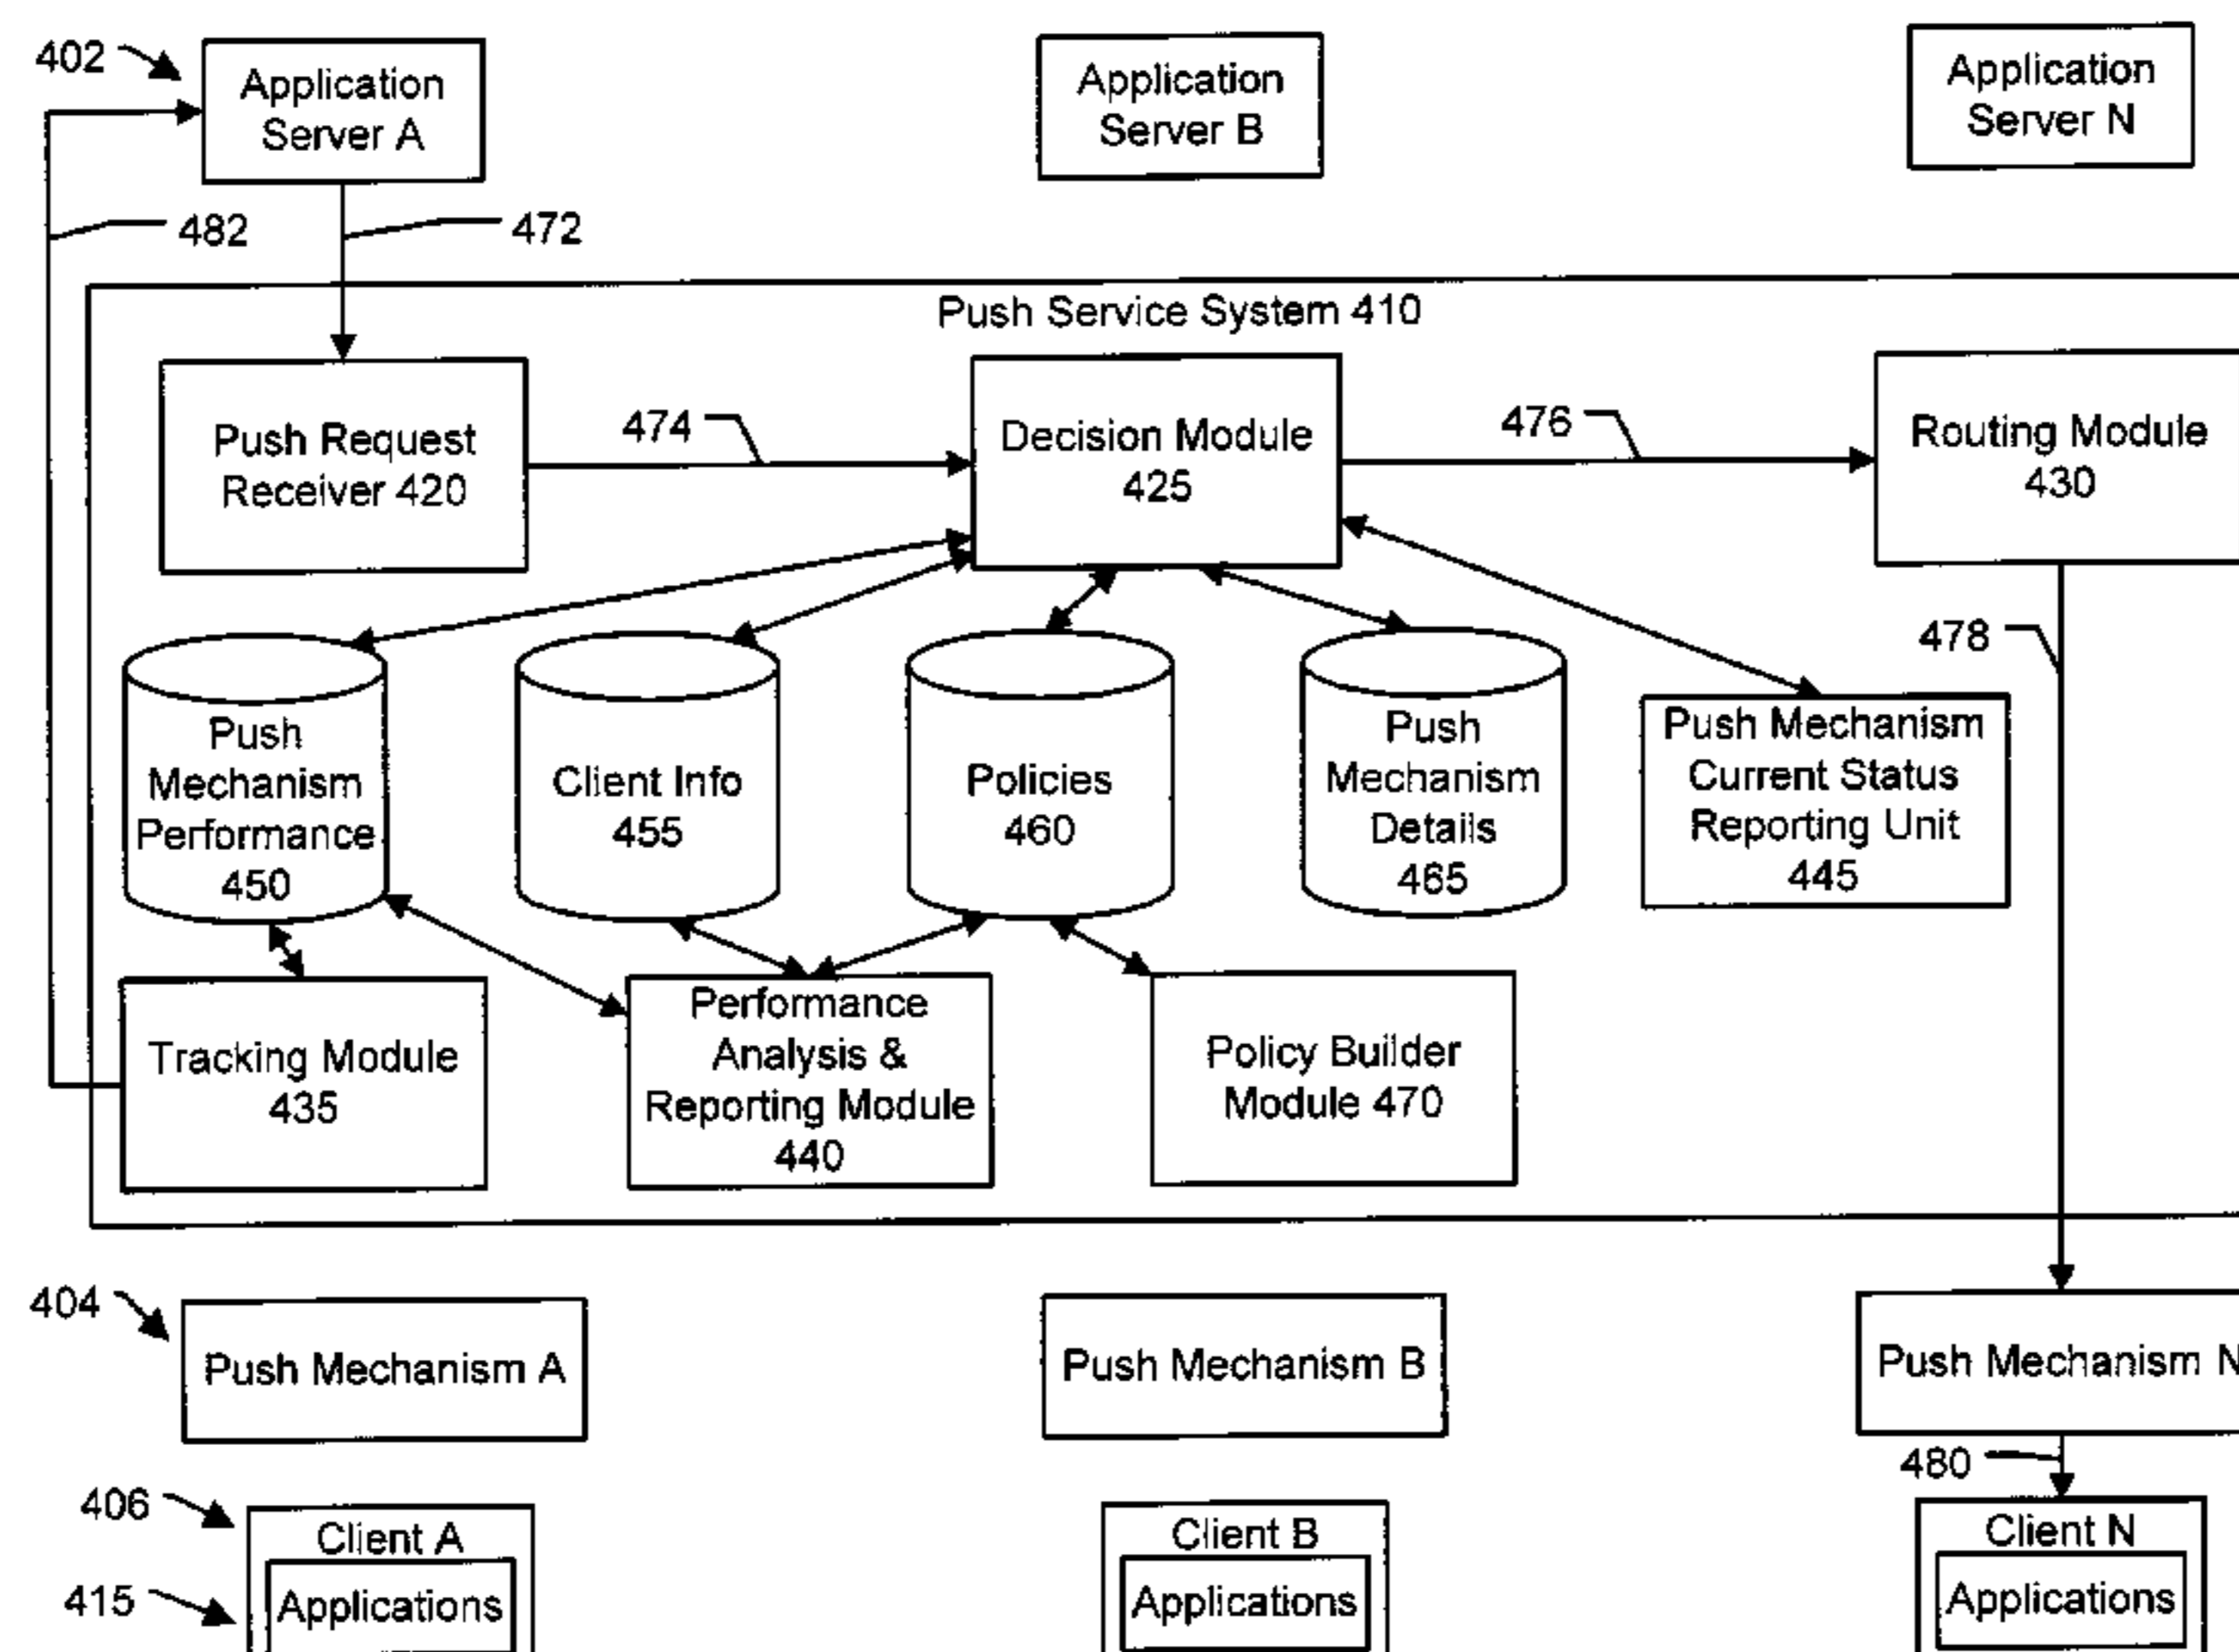 402
Application
Server A
Application
Server B
Application
Server N
482
472
Push Service System 410
Push Request
Receiver 420
474
Decision Module
425
476
Routing Module
430
478
Push
Mechanism
Performance
450
Client Info
455
Policies
460
Push
Mechanism
Details
465
Push Mechanism
Current Status
Reporting Unit
445
Tracking Module
435
Performance
Analysis &
Reporting Module
440
Policy Builder
Module 470
404
Push Mechanism A
Push Mechanism B
Push Mechanism N
480
406
Client A
Client B
Client N
415
Applications
Applications
Applications